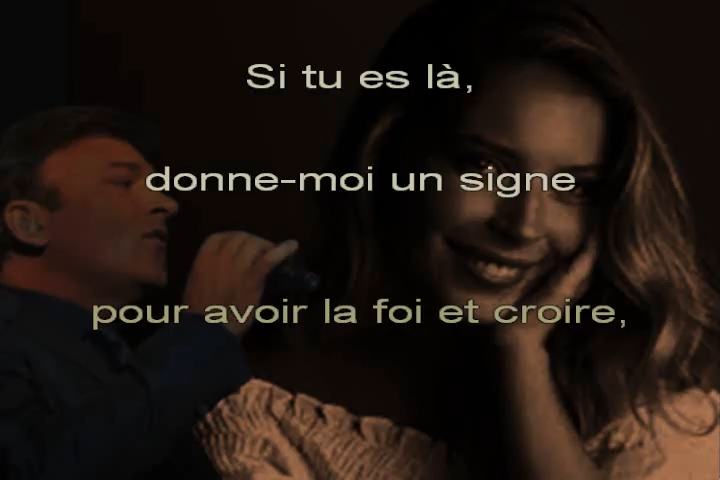 Si tu es là,
donne-moi un signe
pour avoir la foi et croire,